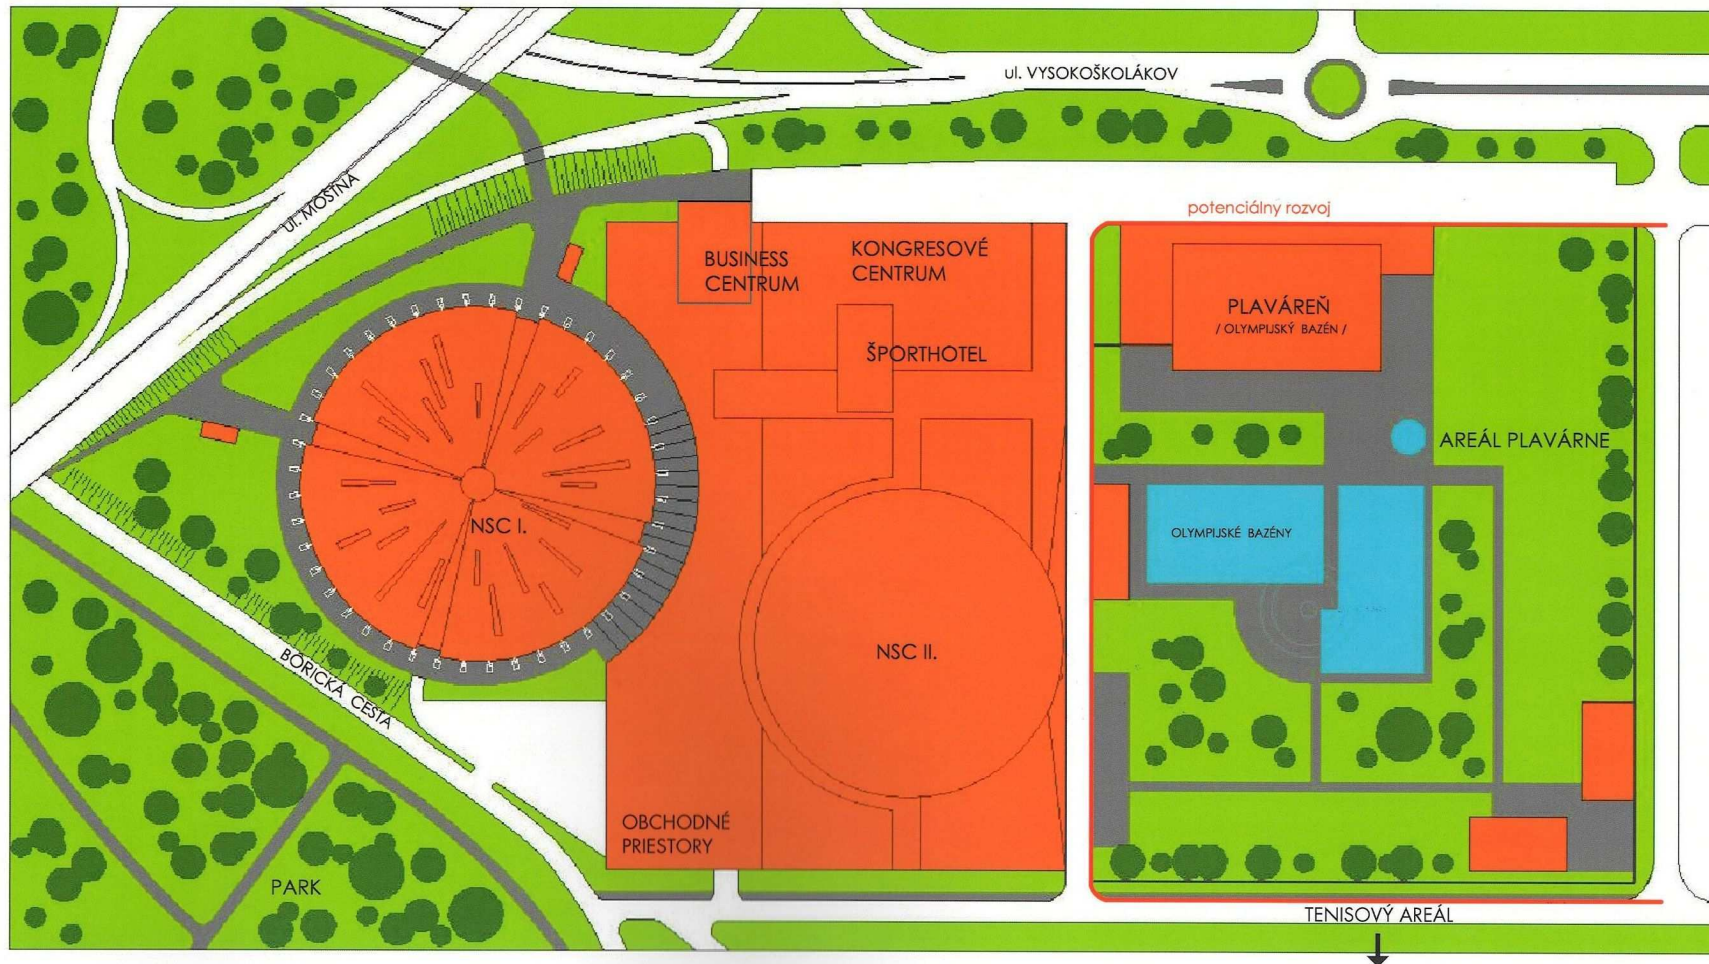 ul. VYSOKOŠKOLÁKOV
ul. MOSTNÁ
potenciálny rozvoj
BUSINESS
CENTRUM
KONGRESOVÉ
CENTRUM
PLAVÁREŇ
/ OLYMPIJSKÝ BAZÉN /
ŠPORTHOTEL
AREÁL PLAVÁRNE
NSC I.
OLYMPIJSKÉ BAZÉNY
NSC II.
BÔRICKÁ CESTA
OBCHODNÉ
PRIESTORY
PARK
TENISOVÝ AREÁL